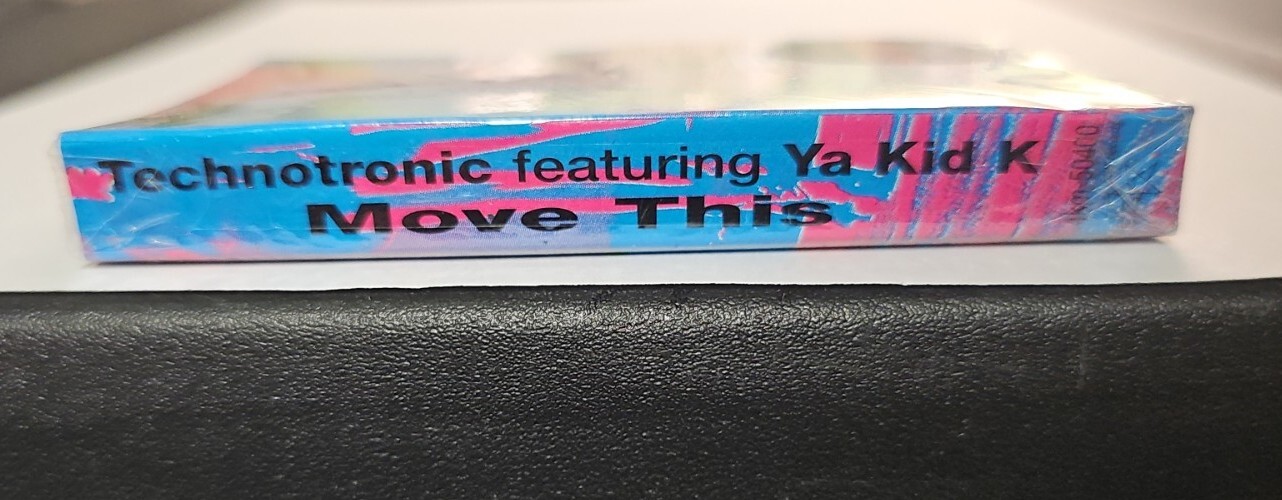 Technotronic featuring Ya Kid K
Move This